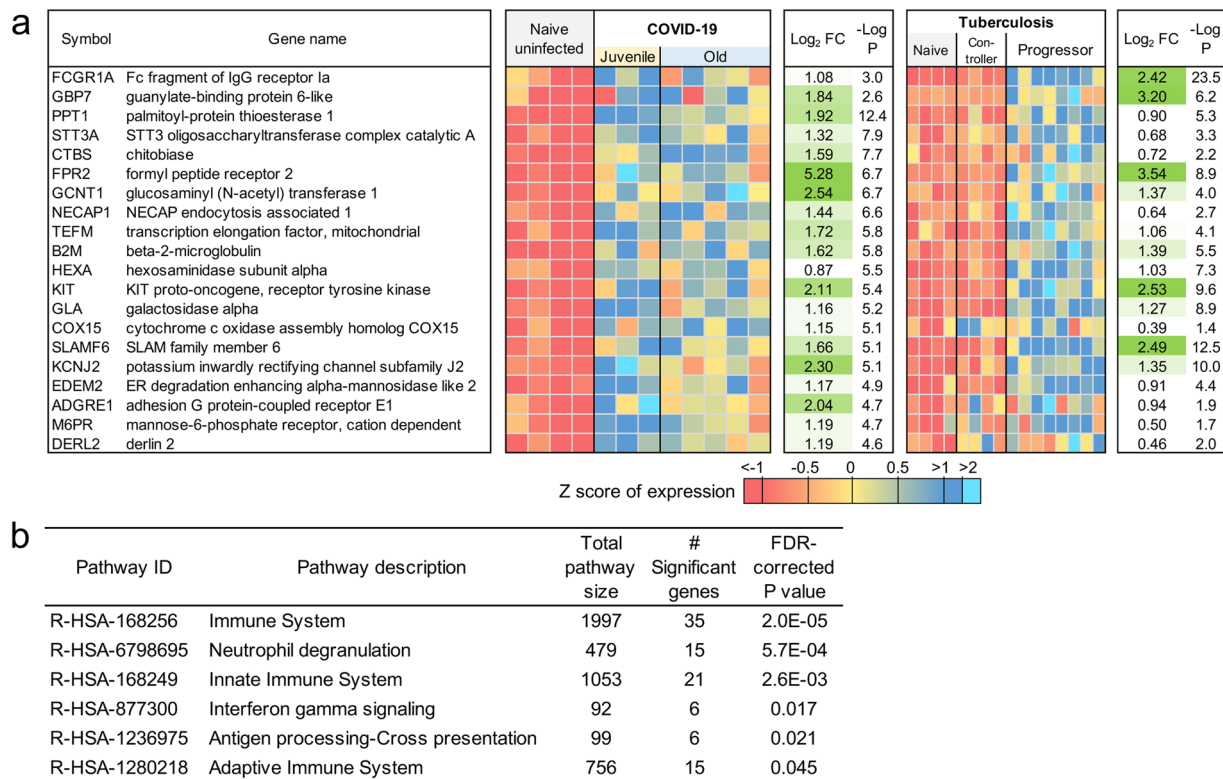 a
Symbol Gene name Naive uninfected COVID-19 Juvenile Old Log2 FC -Log P Tuberculosis Naive Con-troller Progressor Log2 FC -Log P
FCGR1A Fc fragment of IgG receptor Ia 1.08 3.0 2.42 23.5
GBP7 guanylate-binding protein 6-like 1.84 2.6 3.20 6.2
PPT1 palmitoyl-protein thioesterase 1 1.92 12.4 0.90 5.3
STT3A STT3 oligosaccharyltransferase complex catalytic A 1.32 7.9 0.68 3.3
CTBS chitobiase 1.59 7.7 0.72 2.2
FPR2 formyl peptide receptor 2 5.28 6.7 3.54 8.9
GCNT1 glucosaminyl (N-acetyl) transferase 1 2.54 6.7 1.37 4.0
NECAP1 NECAP endocytosis associated 1 1.44 6.6 0.64 2.7
TEFM transcription elongation factor, mitochondrial 1.72 5.8 1.06 4.1
B2M beta-2-microglobulin 1.62 5.8 1.39 5.5
HEXA hexosaminidase subunit alpha 0.87 5.5 1.03 7.3
KIT KIT proto-oncogene, receptor tyrosine kinase 2.11 5.4 2.53 9.6
GLA galactosidase alpha 1.16 5.2 1.27 8.9
COX15 cytochrome c oxidase assembly homolog COX15 1.15 5.1 0.39 1.4
SLAMF6 SLAM family member 6 1.66 5.1 2.49 12.5
KCNJ2 potassium inwardly rectifying channel subfamily J2 2.30 5.1 1.35 10.0
EDEM2 ER degradation enhancing alpha-mannosidase like 2 1.17 4.9 0.91 4.4
ADGRE1 adhesion G protein-coupled receptor E1 2.04 4.7 0.94 1.9
M6PR mannose-6-phosphate receptor, cation dependent 1.19 4.7 0.50 1.7
DERL2 derlin 2 1.19 4.6 0.46 2.0
<-1 -0.5 0 0.5 >1 >2
Z score of expression
b
Pathway ID Pathway description Total pathway size # Significant genes FDR-corrected P value
R-HSA-168256 Immune System 1997 35 2.0E-05
R-HSA-6798695 Neutrophil degranulation 479 15 5.7E-04
R-HSA-168249 Innate Immune System 1053 21 2.6E-03
R-HSA-877300 Interferon gamma signaling 92 6 0.017
R-HSA-1236975 Antigen processing-Cross presentation 99 6 0.021
R-HSA-1280218 Adaptive Immune System 756 15 0.045